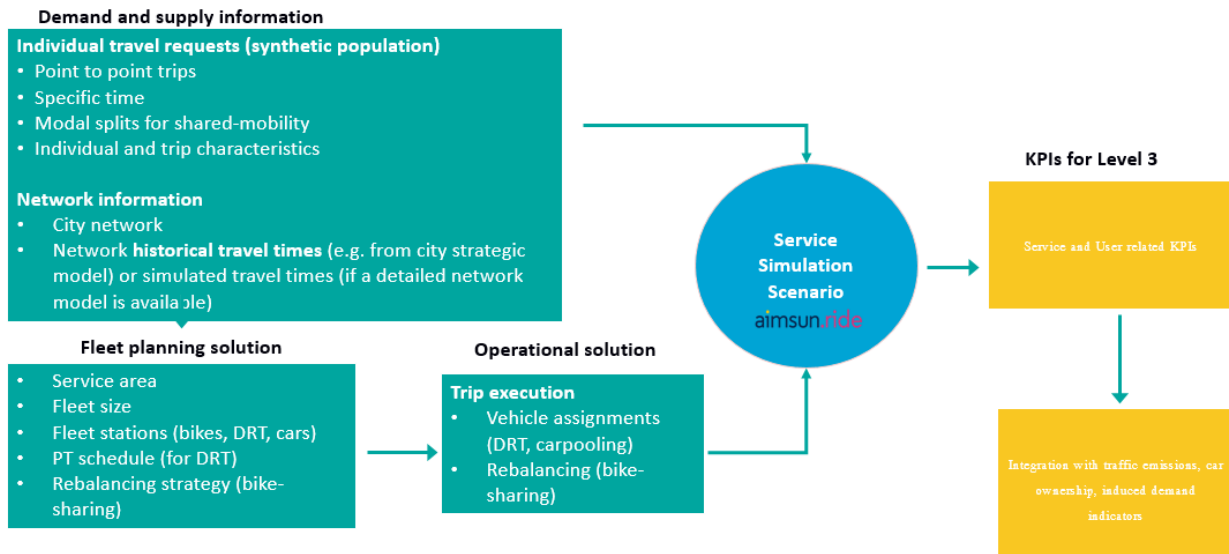 Demand and supply information
Individual travel requests (synthetic population)
• Point to point trips
• Specific time
• Modal splits for shared-mobility
• Individual and trip characteristics
Network information
• City network
• Network historical travel times (e.g. from city strategic
model) or simulated travel times (if a detailed network
model is available)
Fleet planning solution
• Service area
• Fleet size
• Fleet stations (bikes, DRT, cars)
• PT schedule (for DRT)
• Rebalancing strategy (bike-
sharing)
Operational solution
Trip execution
• Vehicle assignments
(DRT, carpooling)
• Rebalancing (bike-
sharing)
Service
Simulation
Scenario
aimsun.ride
KPIs for Level 3
Service and User related KPIs
Integration with traffic emissions, car
ownership, induced demand
indicators